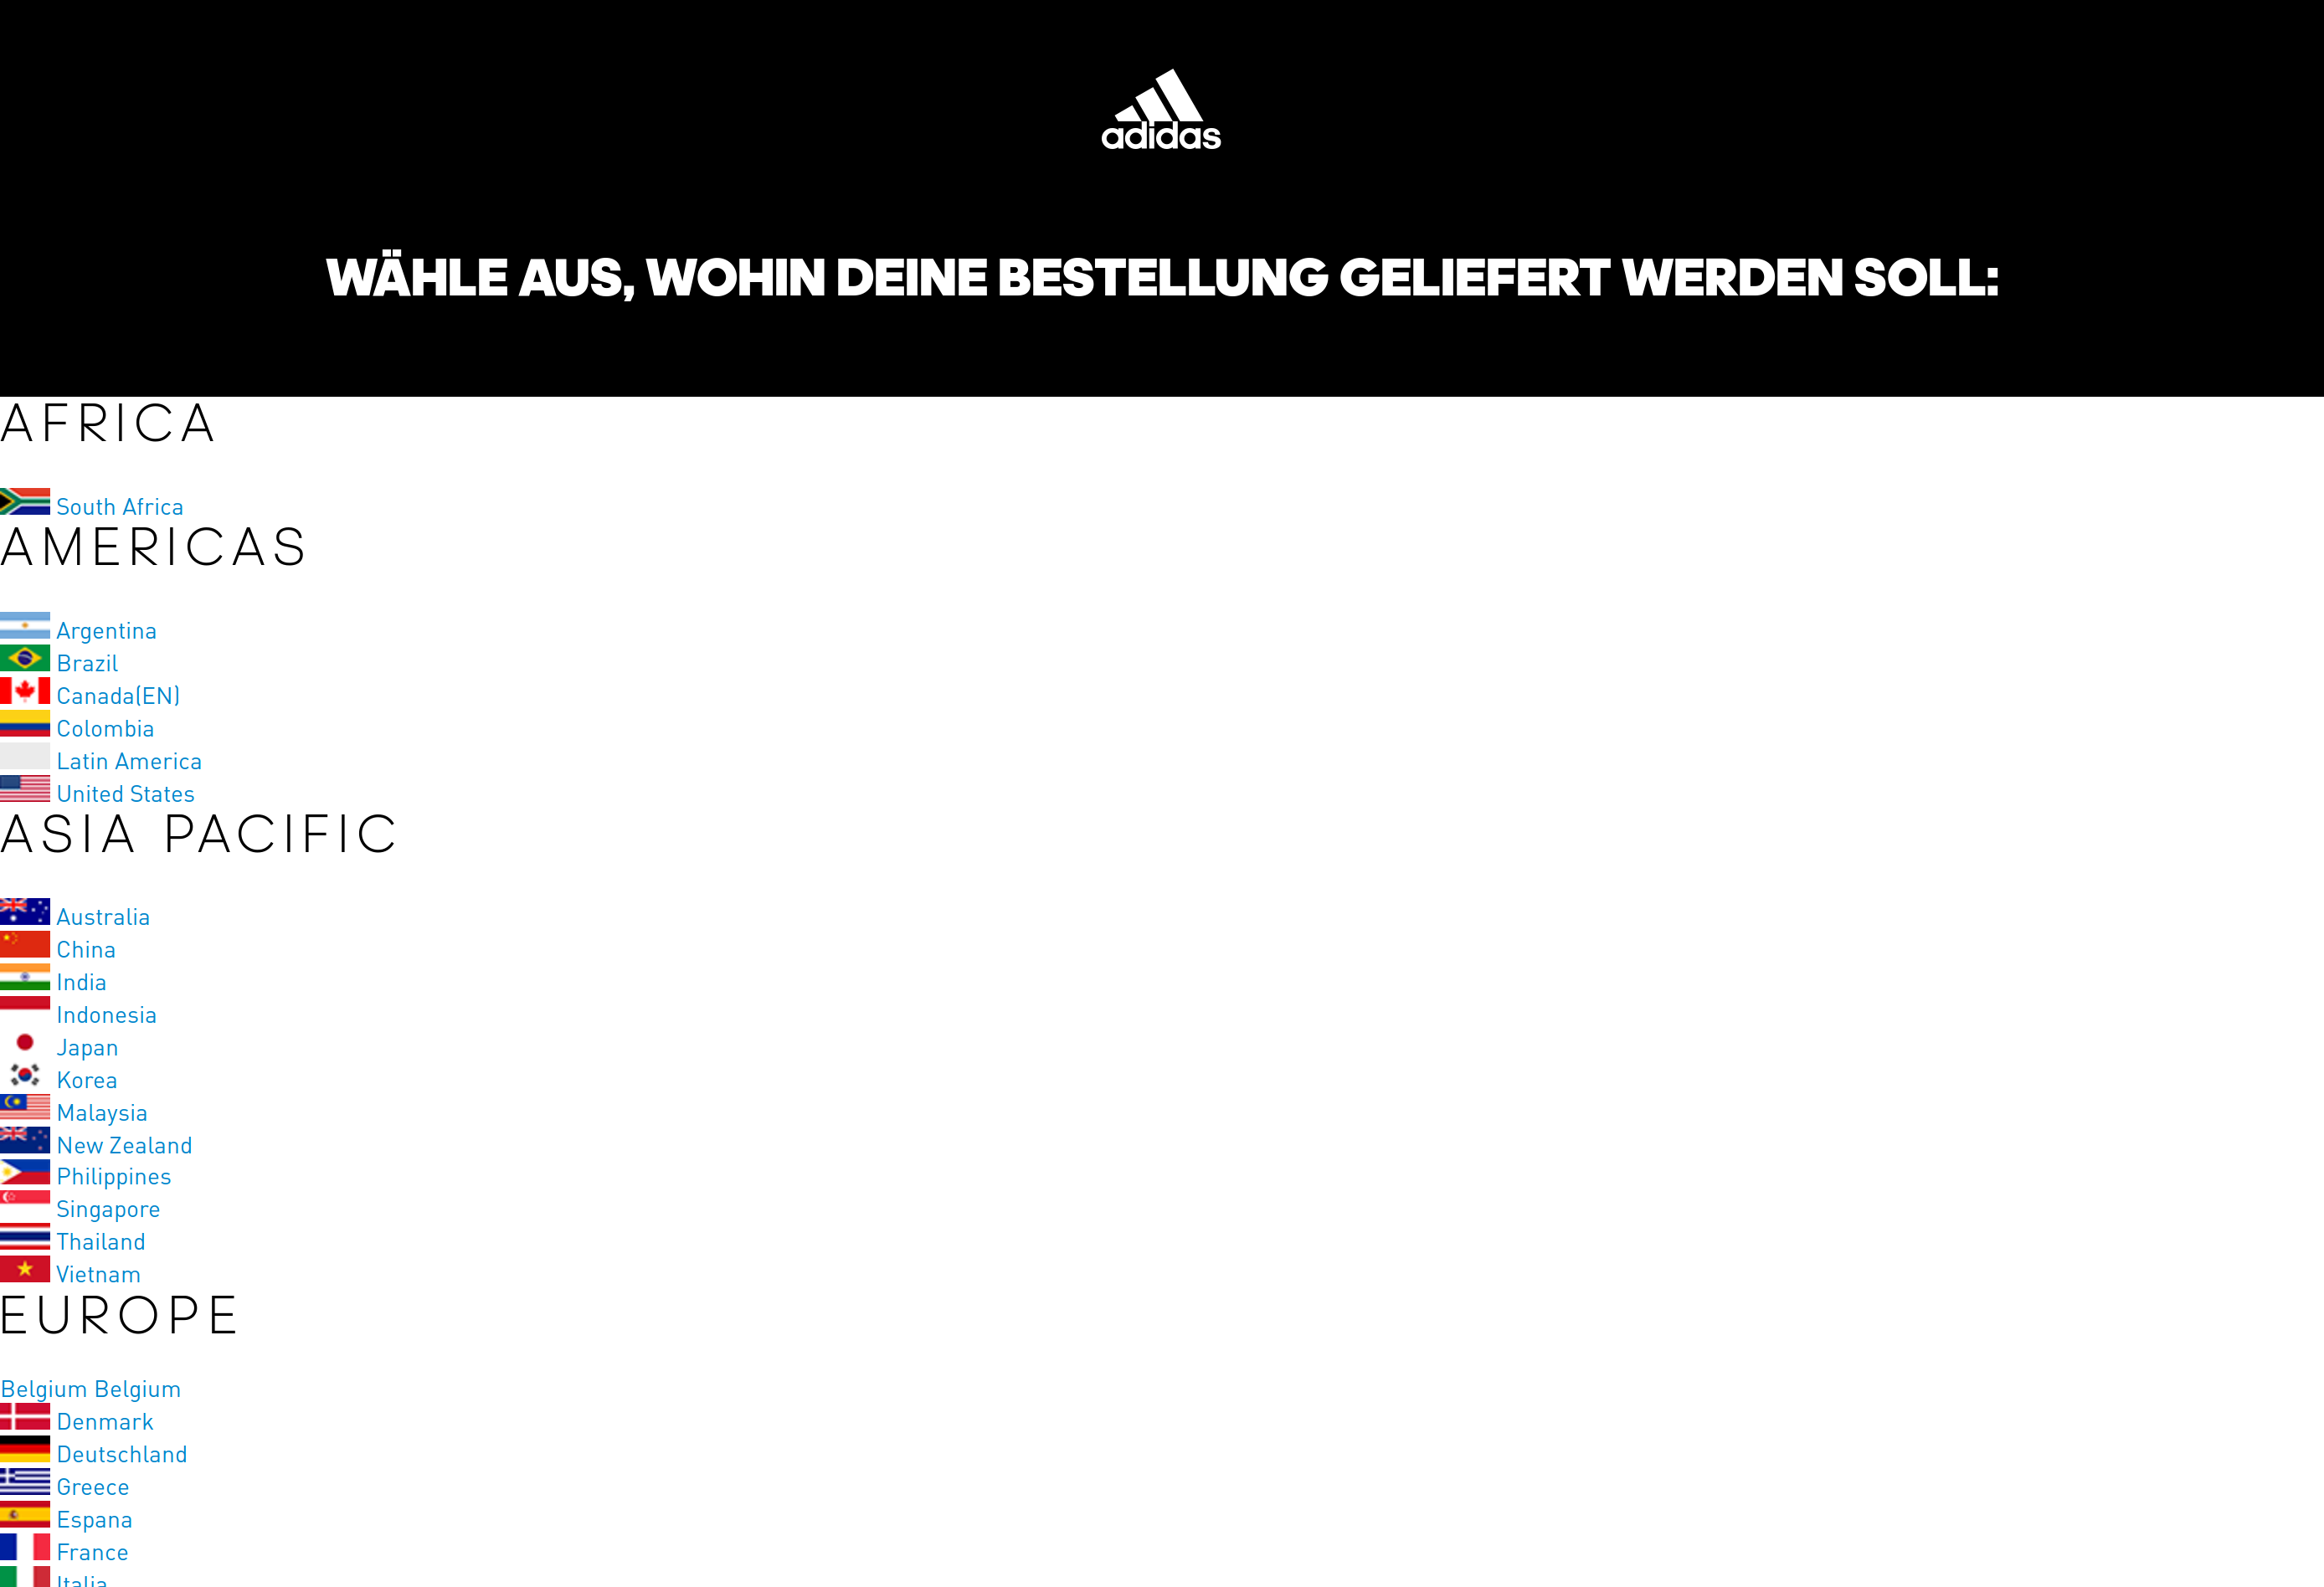 adidas
WÄHLE AUS, WOHIN DEINE BESTELLUNG GELIEFERT WERDEN SOLL:
AFRICA
South Africa
AMERICAS
Argentina
Brazil
Canada(EN)
Colombia
Latin America
United States
ASIA PACIFIC
Australia
China
India
Indonesia
Japan
Korea
Malaysia
New Zealand
Philippines
Singapore
Thailand
Vietnam
EUROPE
Belgium Belgium
Denmark
Deutschland
Greece
Espana
France
Italia